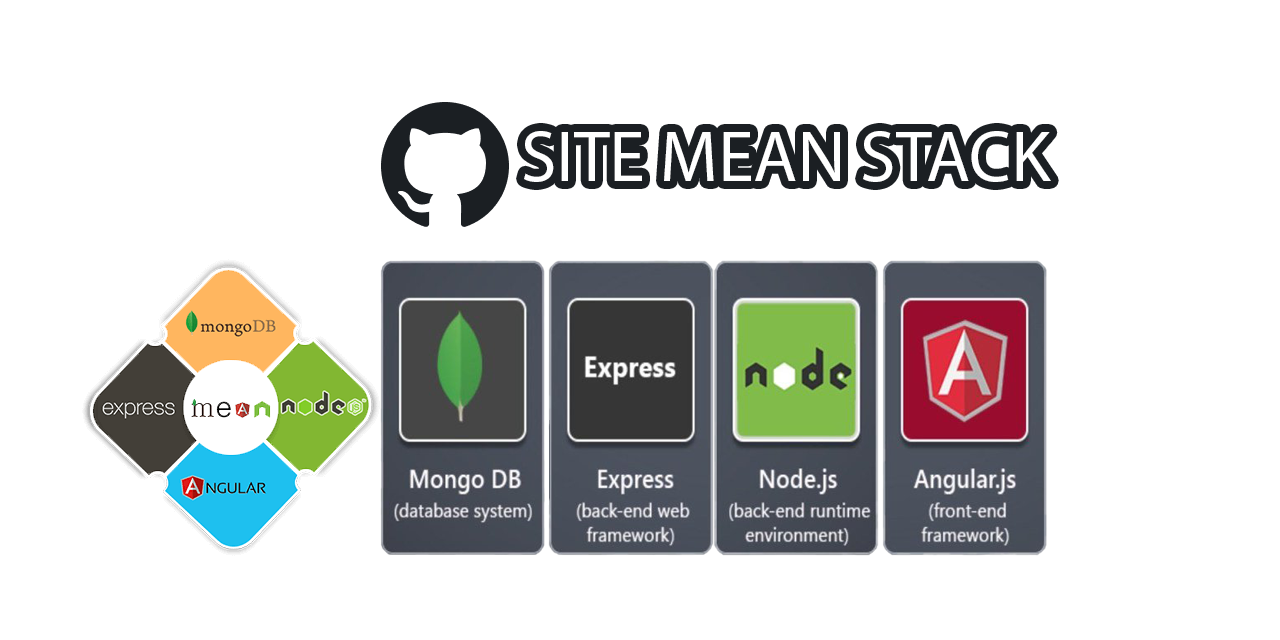 SITE MEAN STACK
mongoDB
express
mean
node
JS
ANGULAR
Express
node
A
Mongo DB
(database system)
Express
(back-end web
framework)
Node.js
(back-end runtime
environment)
Angular.js
(front-end
framework)